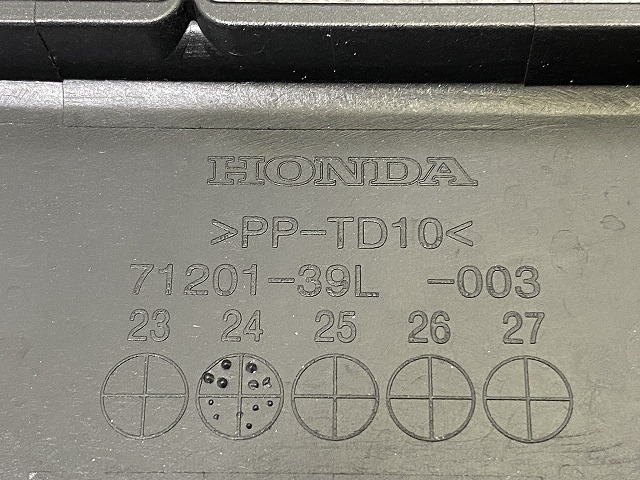 HONDA
>PP-TD10<
71201-39L -003
23 24 25 26 27